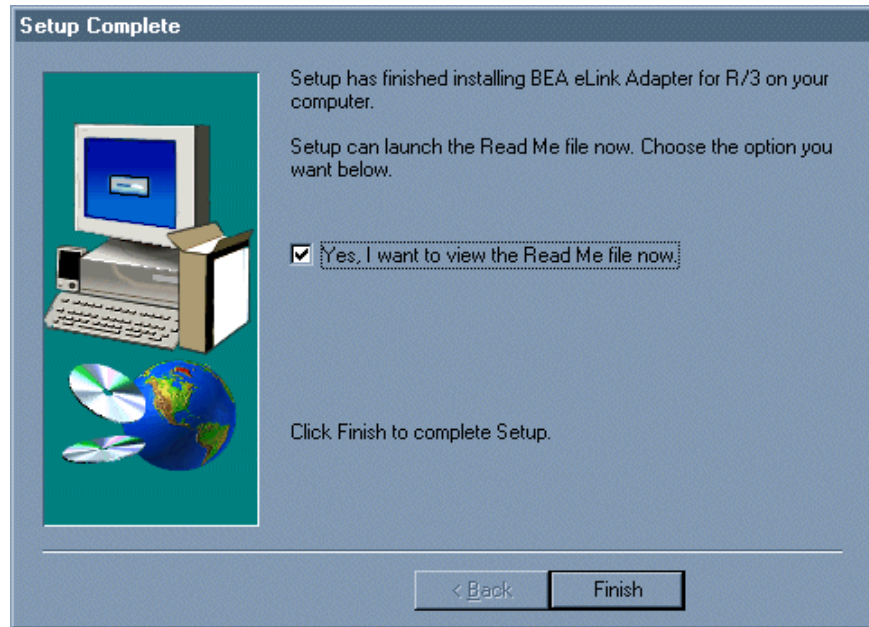 Setup Complete
Setup has finished installing BEA eLink Adapter for R/3 on your
computer.
Setup can launch the Read Me file now. Choose the option you
want below.
Yes, I want to view the Read Me file now.
Click Finish to complete Setup.
< Back
Finish